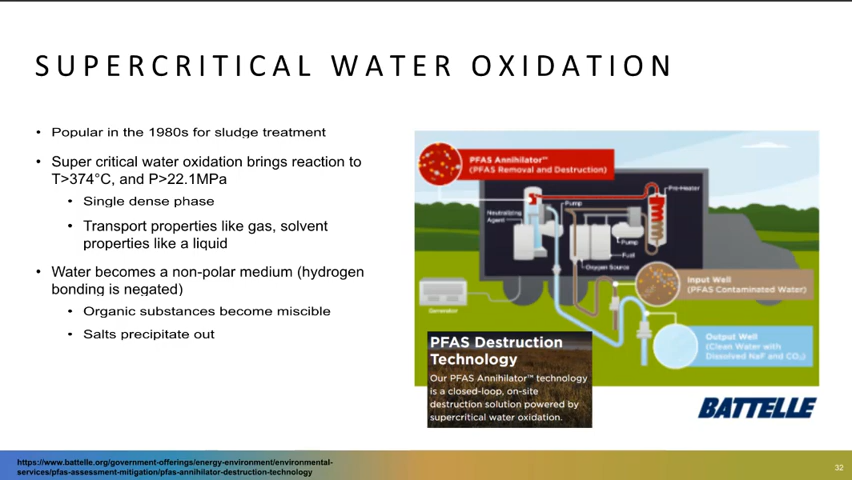 SUPERCRITICAL WATER OXIDATION
• Popular in the 1980s for sludge treatment
• Super critical water oxidation brings reaction to
T>374°C, and P>22.1MPa
• Single dense phase
• Transport properties like gas, solvent
properties like a liquid
• Water becomes a non-polar medium (hydrogen
bonding is negated)
• Organic substances become miscible
• Salts precipitate out
PFAS Annihilator™
(PFAS Removal and Destruction)
Pre-Heater
Pump
Neutralizing
Agent
Pump
Fuel
Oxygen Source
Input Well
(PFAS Contaminated Water)
Generator
Output Well
(Clean Water with
Dissolved NaF and CO₂)
PFAS Destruction
Technology
Our PFAS Annihilator™ technology
is a closed-loop, on-site
destruction solution powered by
supercritical water oxidation.
BATTELLE
https://www.battelle.org/government-offerings/energy-environment/environmental-
services/pfas-assessment-mitigation/pfas-annihilator-destruction-technology
32